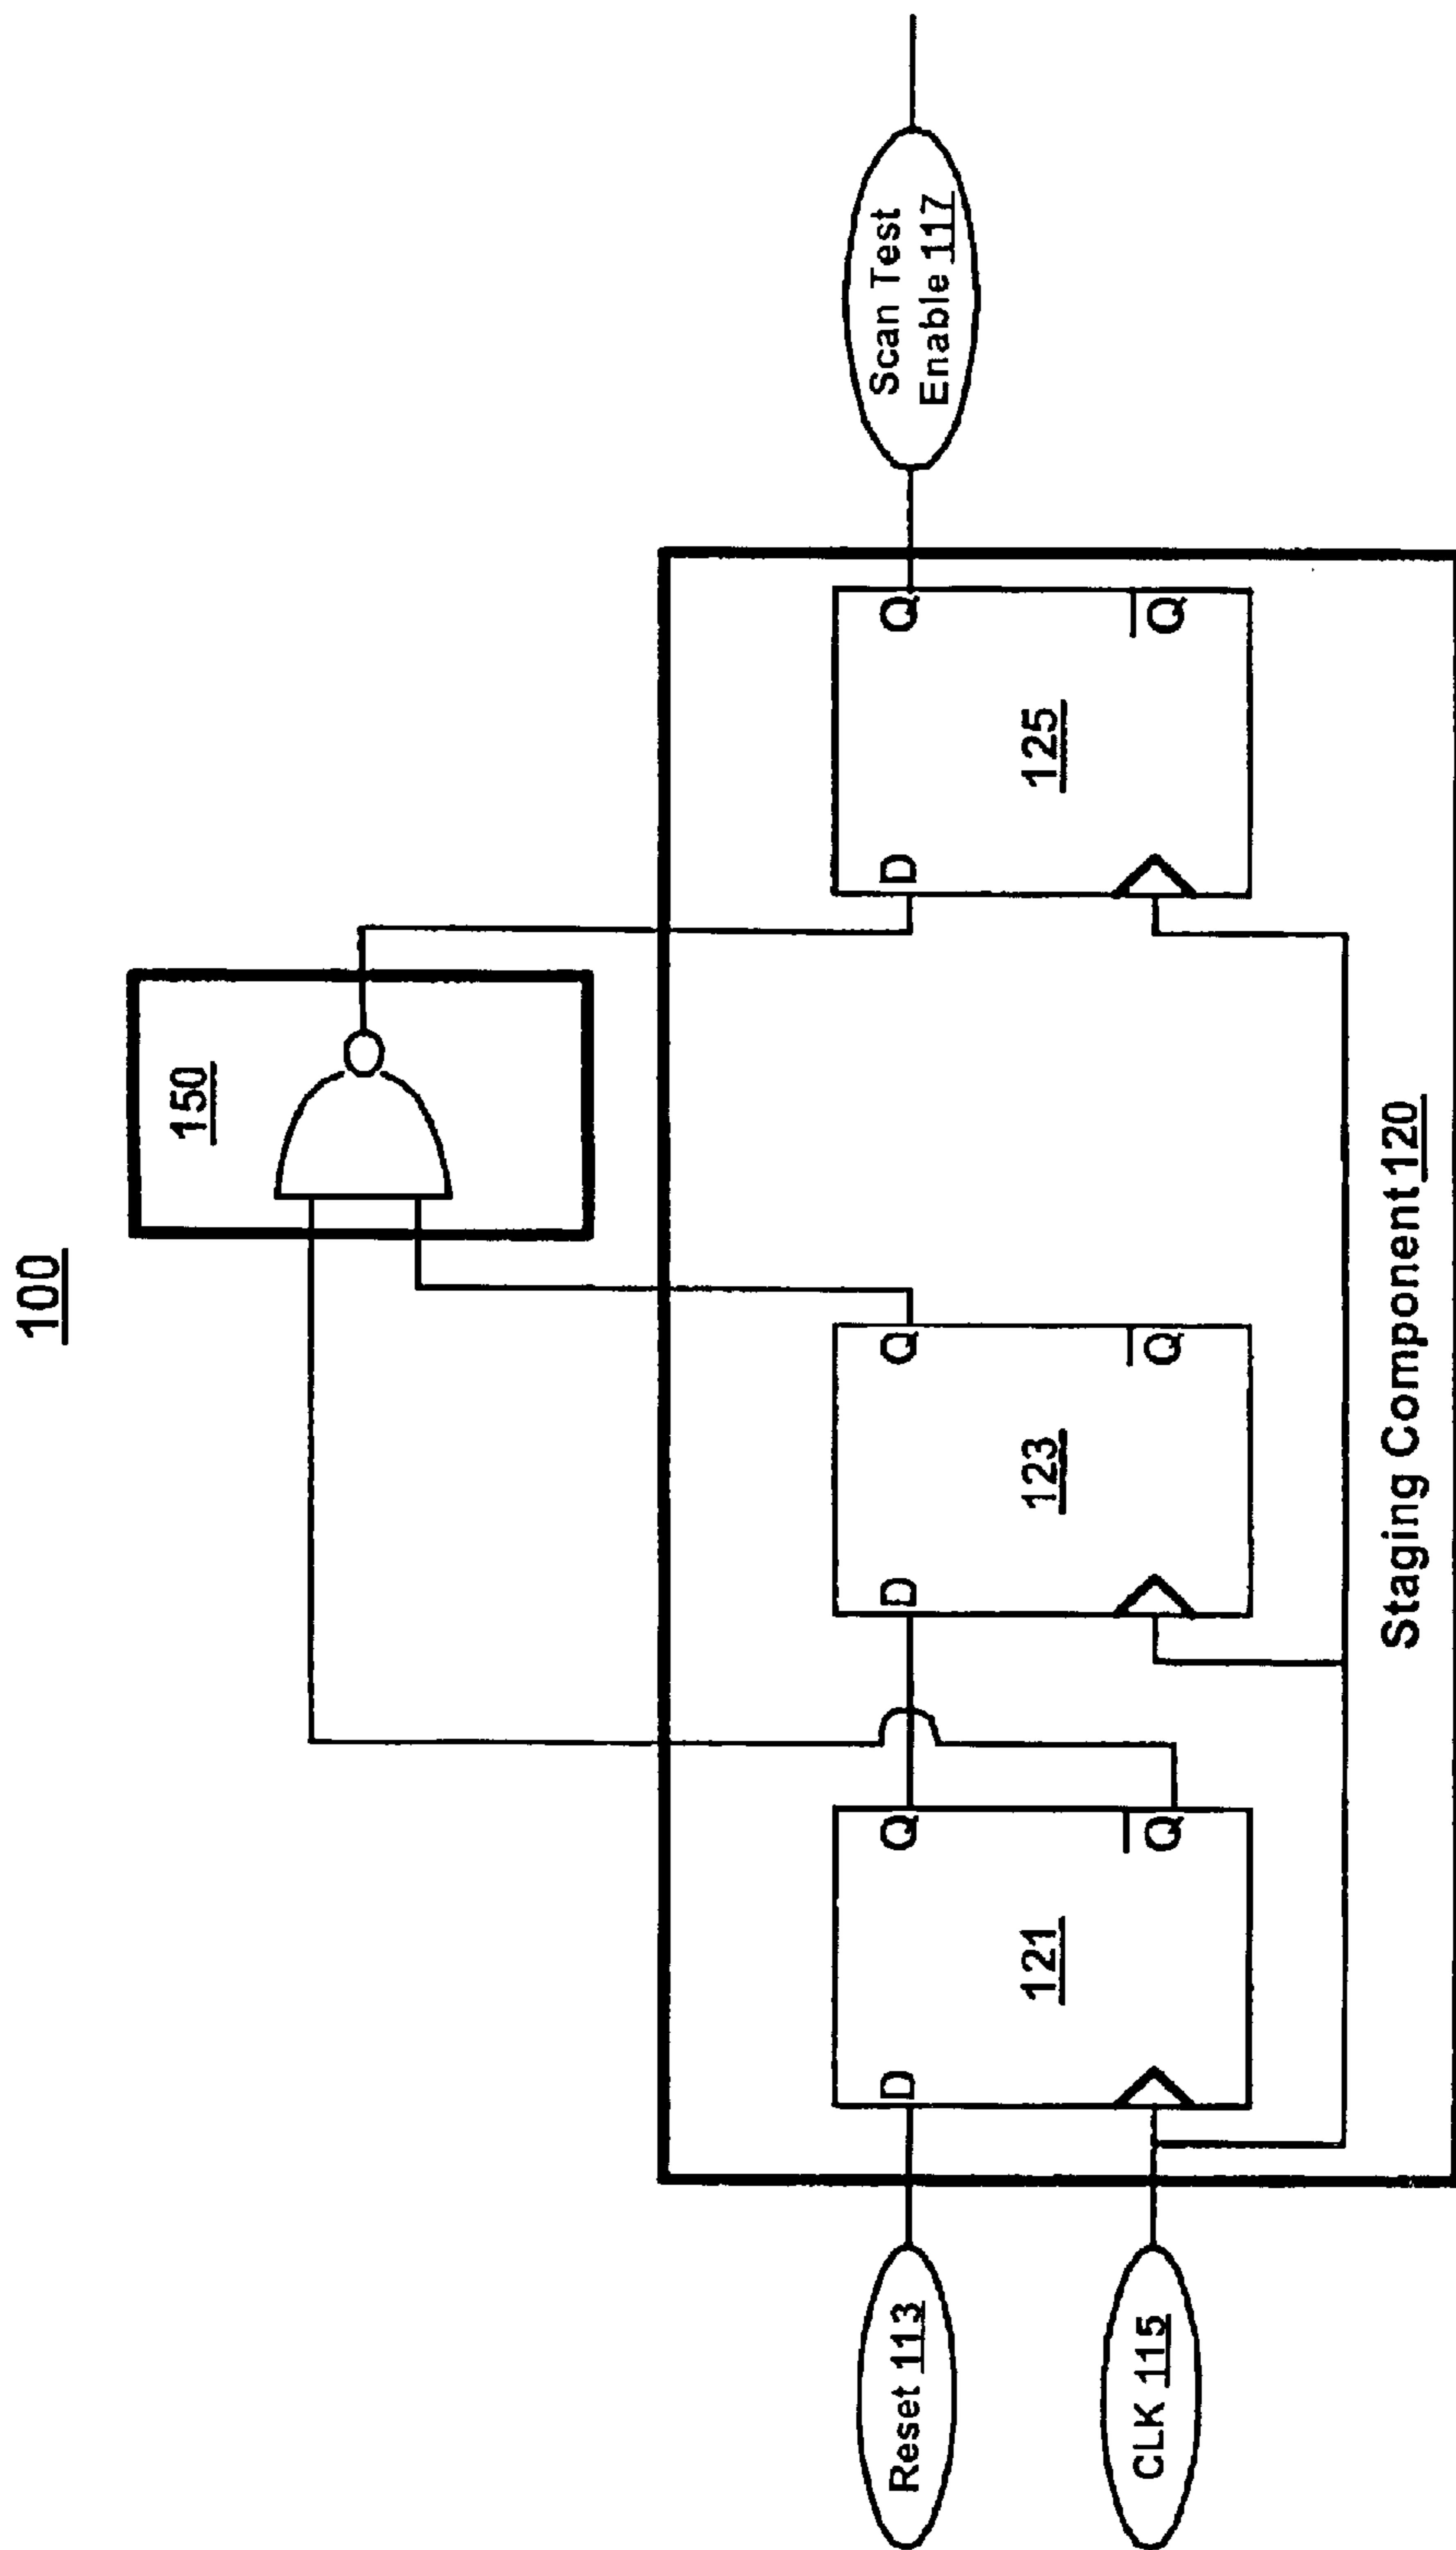 100
150
D
Q
Q
121
D
Q
Q
123
D
Q
Q
125
Reset 113
CLK 115
Scan Test
Enable 117
Staging Component 120